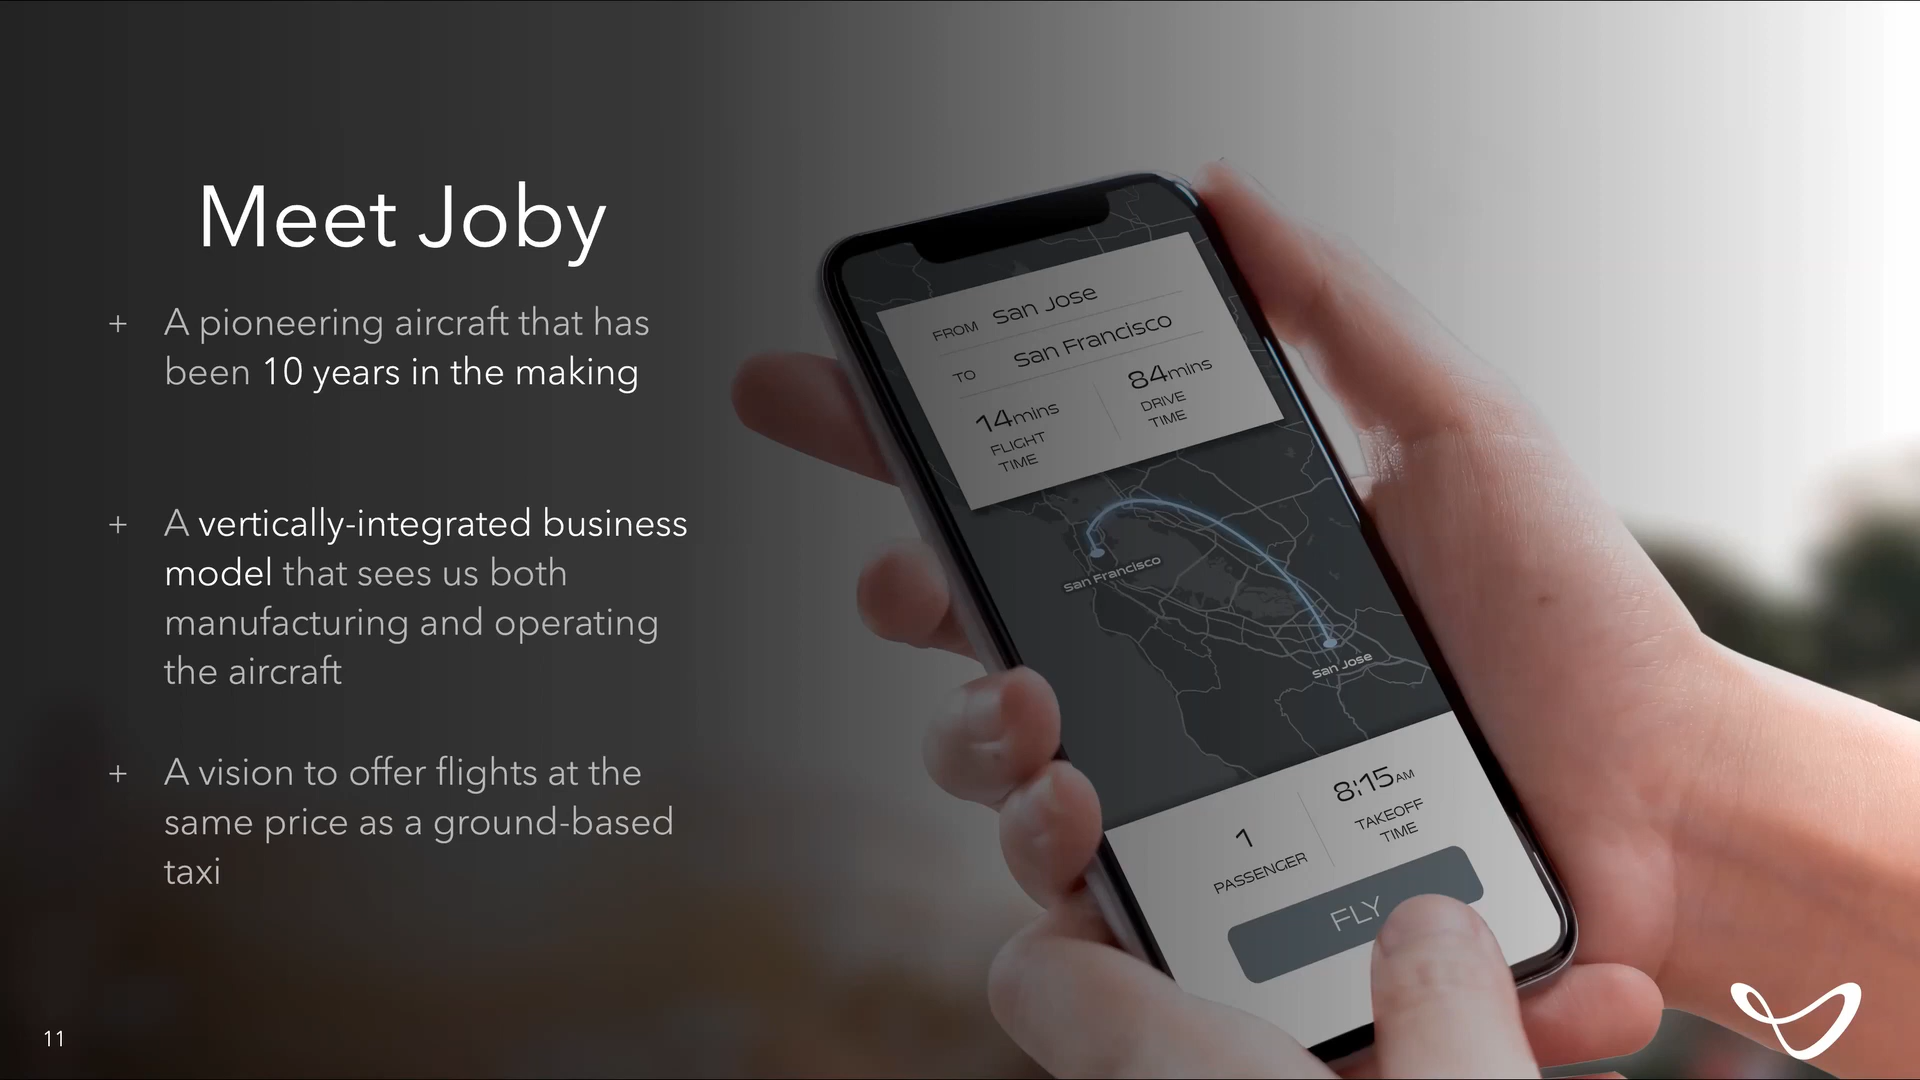 Meet Joby
+ A pioneering aircraft that has
been 10 years in the making
+ A vertically-integrated business
model that sees us both
manufacturing and operating
the aircraft
+ A vision to offer flights at the
same price as a ground-based
taxi
11
FROM San Jose
TO San Francisco
14mins
FLIGHT
TIME
84mins
DRIVE
TIME
San Francisco
San Jose
1
PASSENGER
8:15AM
TAKEOFF
TIME
FLY